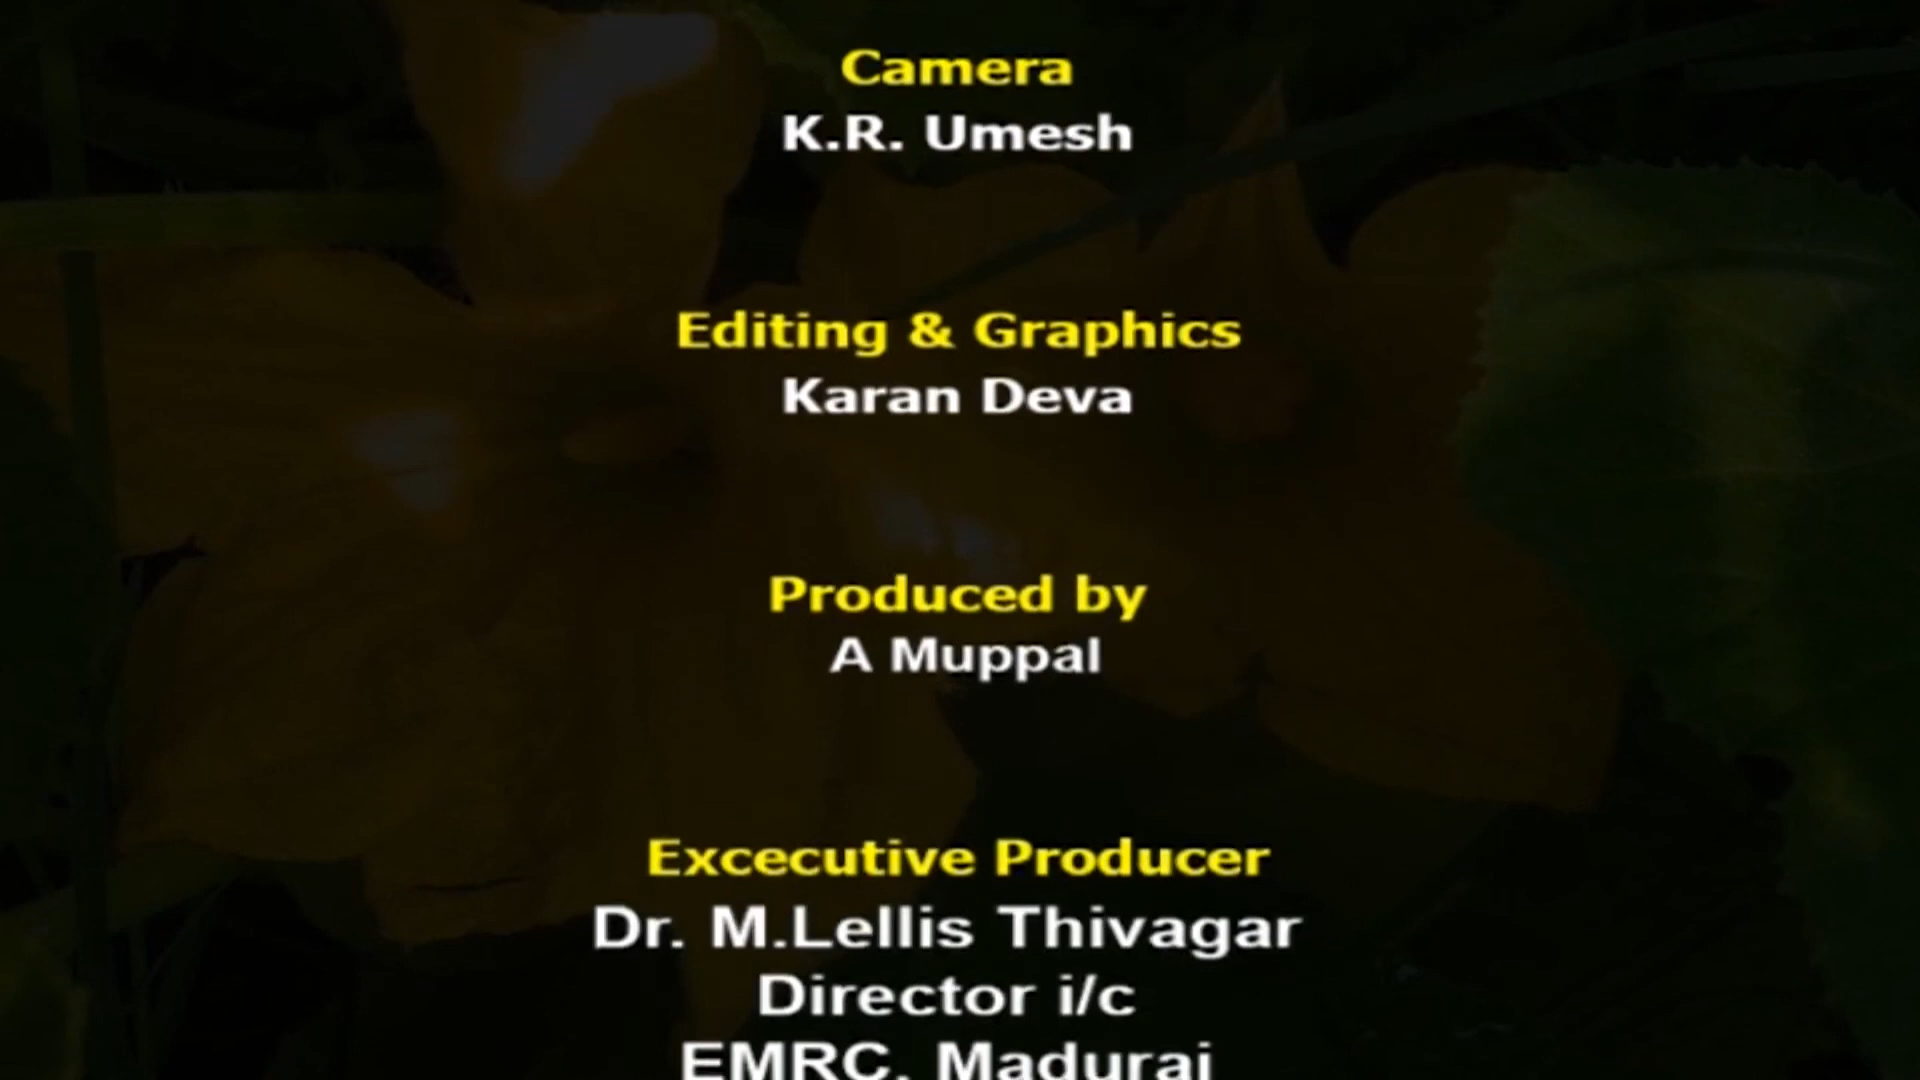 Camera
K.R. Umesh
Editing & Graphics
Karan Deva
Produced by
A Muppal
Excecutive Producer
Dr. M.Lellis Thivagar
Director i/c
EMRC, Madurai